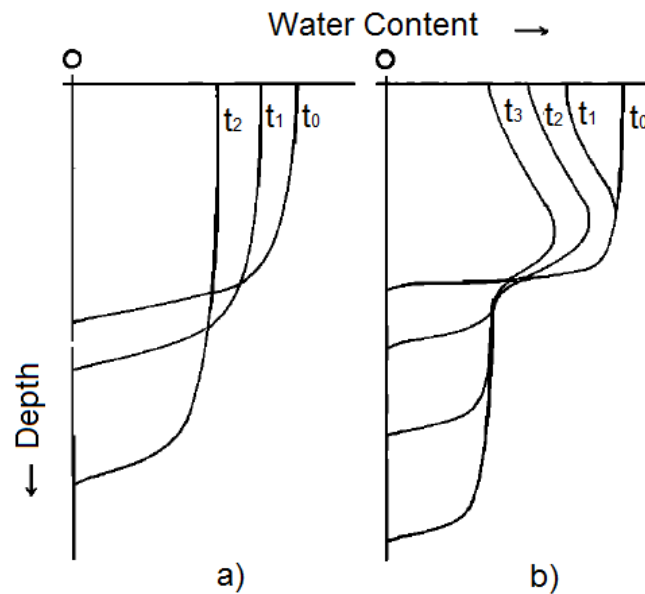 Water Content →
O O
t2 t1 t0 t3 t2 t1 t0
← Depth
a) b)